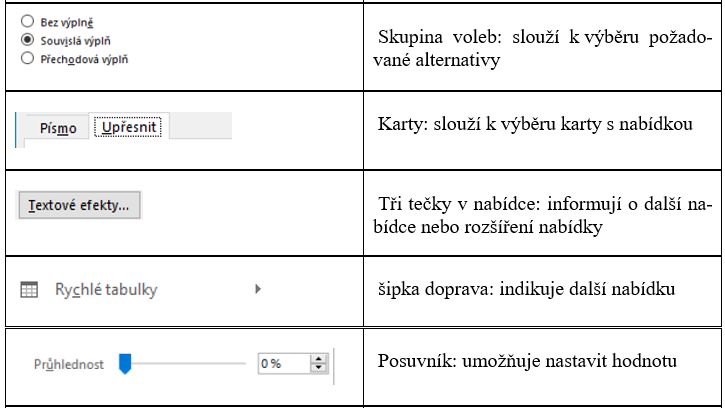 Bez výplně
Souvislá výplň
Přechodová výplň
Skupina voleb: slouží k výběru požado-
vané alternativy
Písmo
Upřesnit
Karty: slouží k výběru karty s nabídkou
Textové efekty...
Tři tečky v nabídce: informují o další na-
bídce nebo rozšíření nabídky
Rychlé tabulky
šipka doprava: indikuje další nabídku
Průhlednost
0 %
Posuvník: umožňuje nastavit hodnotu